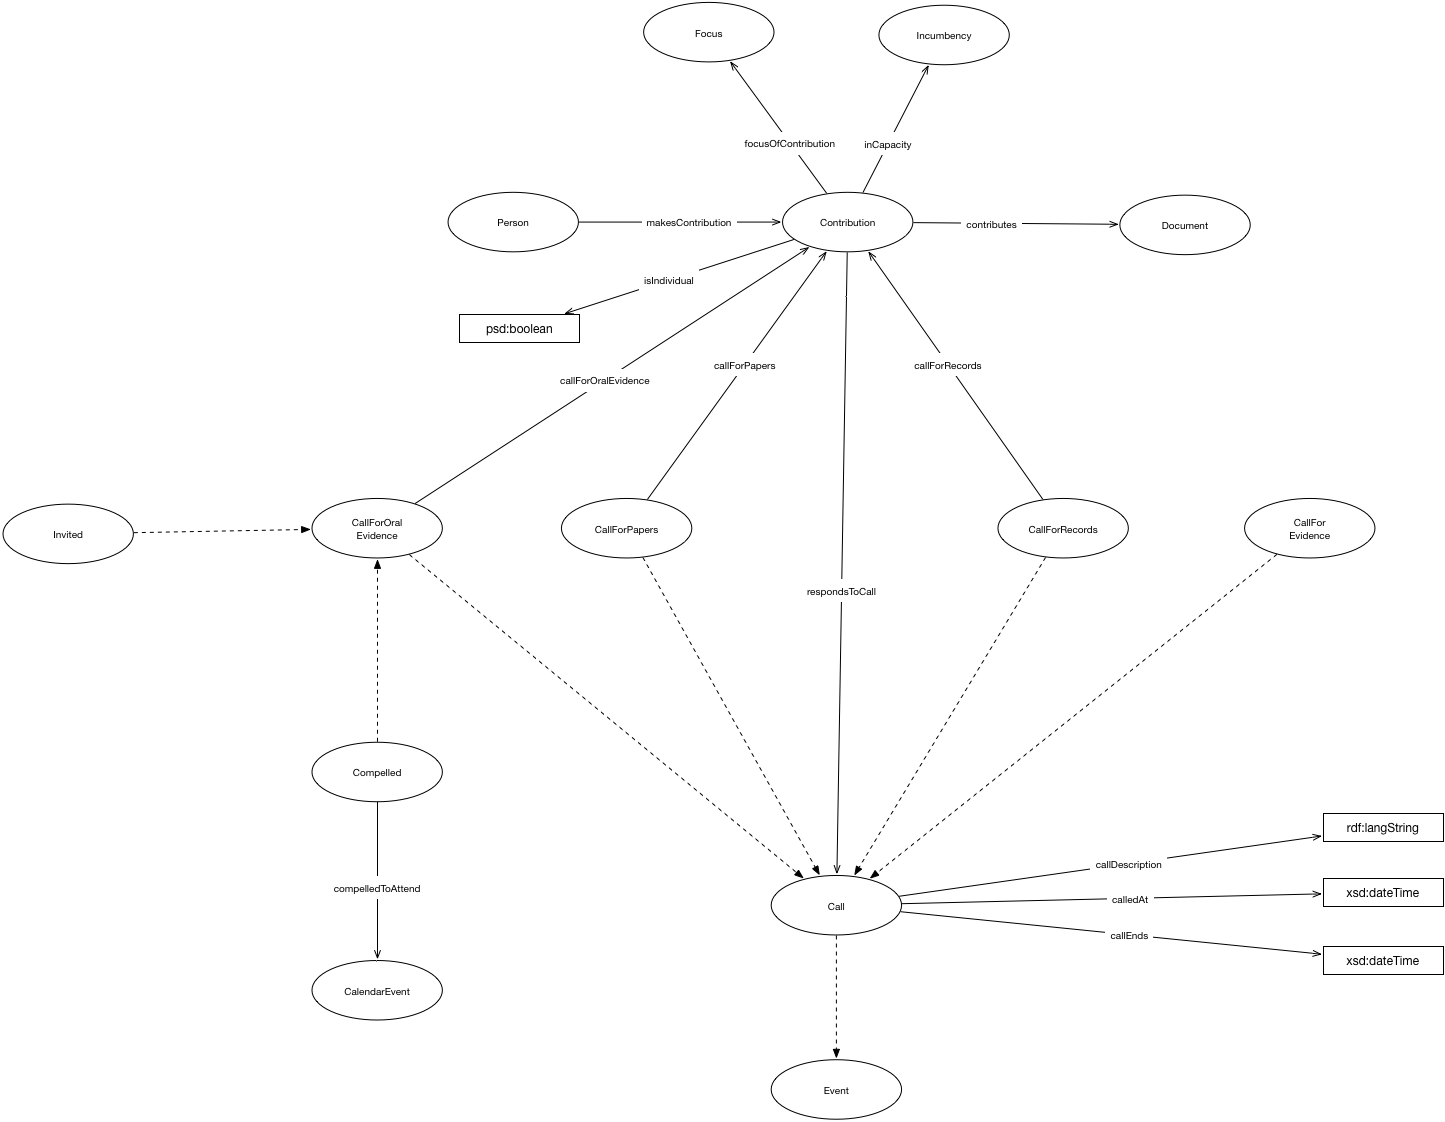 Focus
Incumbency
focusOfContribution
inCapacity
Person
makesContribution
Contribution
contributes
Document
isIndividual
psd:boolean
callForPapers
callForRecords
callForOralEvidence
Invited
CallForOral
Evidence
CallForPapers
CallForRecords
CallFor
Evidence
respondsToCall
Compelled
rdf:langString
callDescription
compelledToAttend
calledAt
xsd:dateTime
Call
callEnds
xsd:dateTime
CalendarEvent
Event